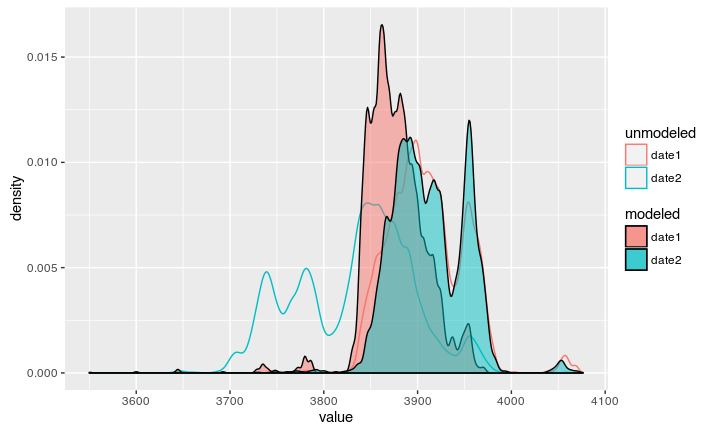 0.015
0.010
0.005
0.000
density
3600
3700
3800
3900
4000
4100
value
unmodeled
date1
date2
modeled
date1
date2